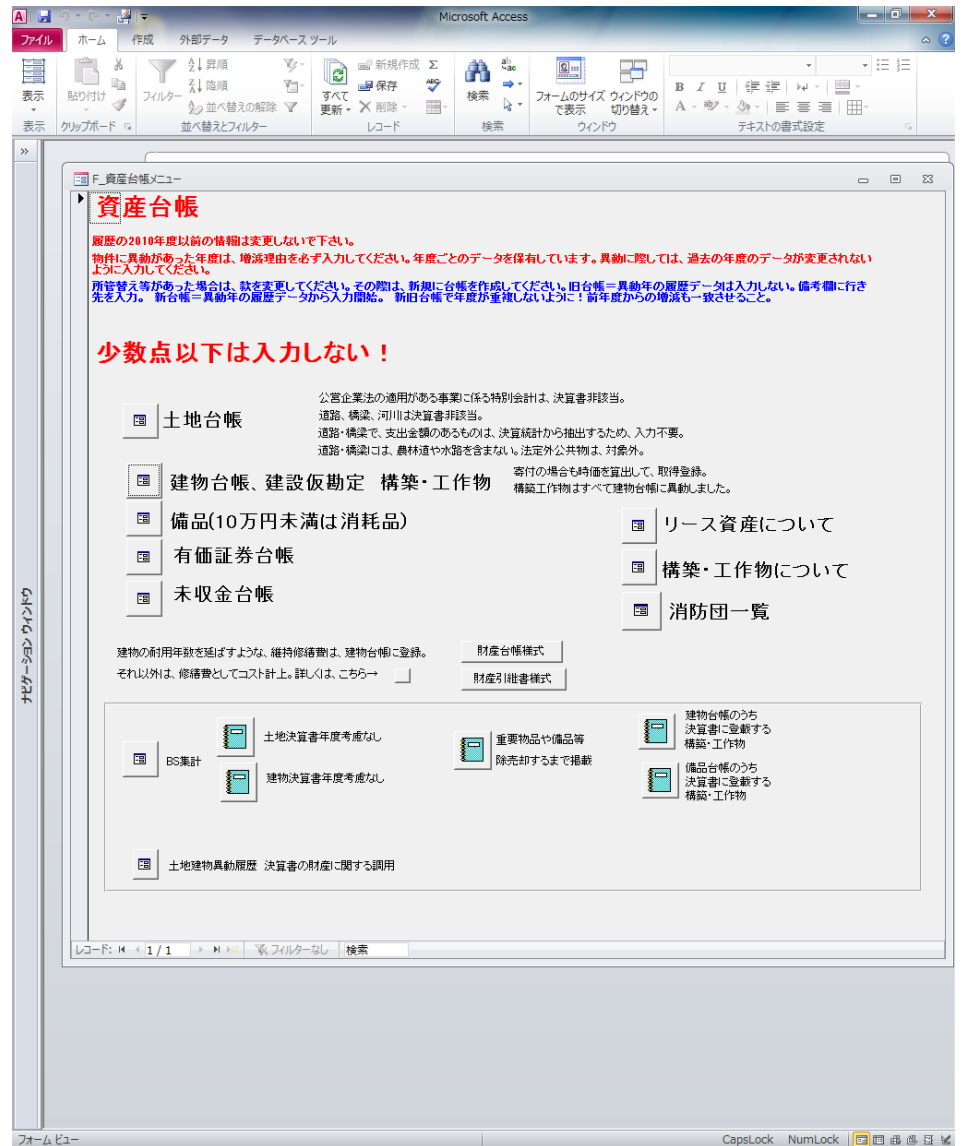 Microsoft Access
ファイル ホーム 作成 外部データ データベース ツール
表示 貼り付け フィルター 昇順 降順 並べ替えの解除 すべて更新 新規作成 保存 削除 検索 フォームのサイズで表示 ウィンドウの切り替え
表示 クリップボード 並べ替えとフィルター レコード 検索 ウィンドウ テキストの書式設定
F_資産台帳メニュー
資産台帳
履歴の2010年度以前の情報は変更しないで下さい。
物件に異動があった年度は、増減理由を必ず入力してください。年度ごとのデータを保有しています。異動に際しては、過去の年度のデータが変更されない
ように入力してください。
所管替え等があった場合は、款を変更してください。その際は、新規に台帳を作成してください。旧台帳＝異動年の履歴データは入力しない。備考欄に行き
先を入力。 新台帳＝異動年の履歴データから入力開始。 新旧台帳で年度が重複しないように！前年度からの増減も一致させること。
少数点以下は入力しない！
公営企業法の適用がある事業に係る特別会計は、決算書非該当。
土地台帳
道路、橋梁、河川は決算書非該当。
道路・橋梁で、支出金額のあるものは、決算統計から抽出するため、入力不要。
道路・橋梁には、農林道や水路を含まない。法定外公共物は、対象外。
建物台帳、建設仮勘定 構築・工作物
寄付の場合も時価を算出して、取得登録。
構築工作物はすべて建物台帳に異動しました。
備品(10万円未満は消耗品)
リース資産について
有価証券台帳
構築・工作物について
未収金台帳
消防団一覧
建物の耐用年数を延ばすような、維持修繕費は、建物台帳に登録。
財産台帳様式
それ以外は、修繕費としてコスト計上。詳しくは、こちら→
財産引継書様式
BS集計
土地決算書年度考慮なし
建物決算書年度考慮なし
重要物品や備品等
除売却するまで掲載
建物台帳のうち
決算書に登載する
構築・工作物
備品台帳のうち
決算書に登載する
構築・工作物
土地建物異動履歴 決算書の財産に関する調用
レコード: 1 / 1 フィルターなし 検索
ナビゲーション ウィンドウ
フォーム ビュー CapsLock NumLock